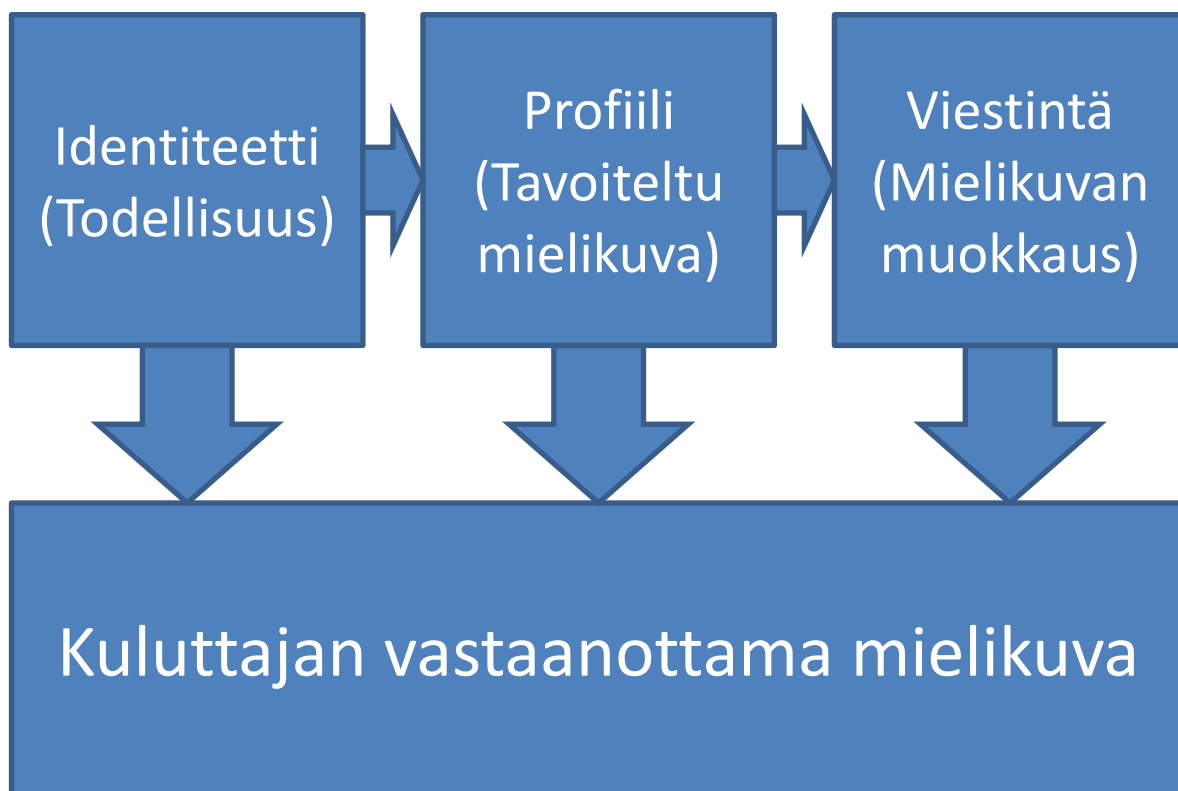 Identiteetti
(Todellisuus)
Profiili
(Tavoiteltu
mielikuva)
Viestintä
(Mielikuvan
muokkaus)
Kuluttajan vastaanottama mielikuva